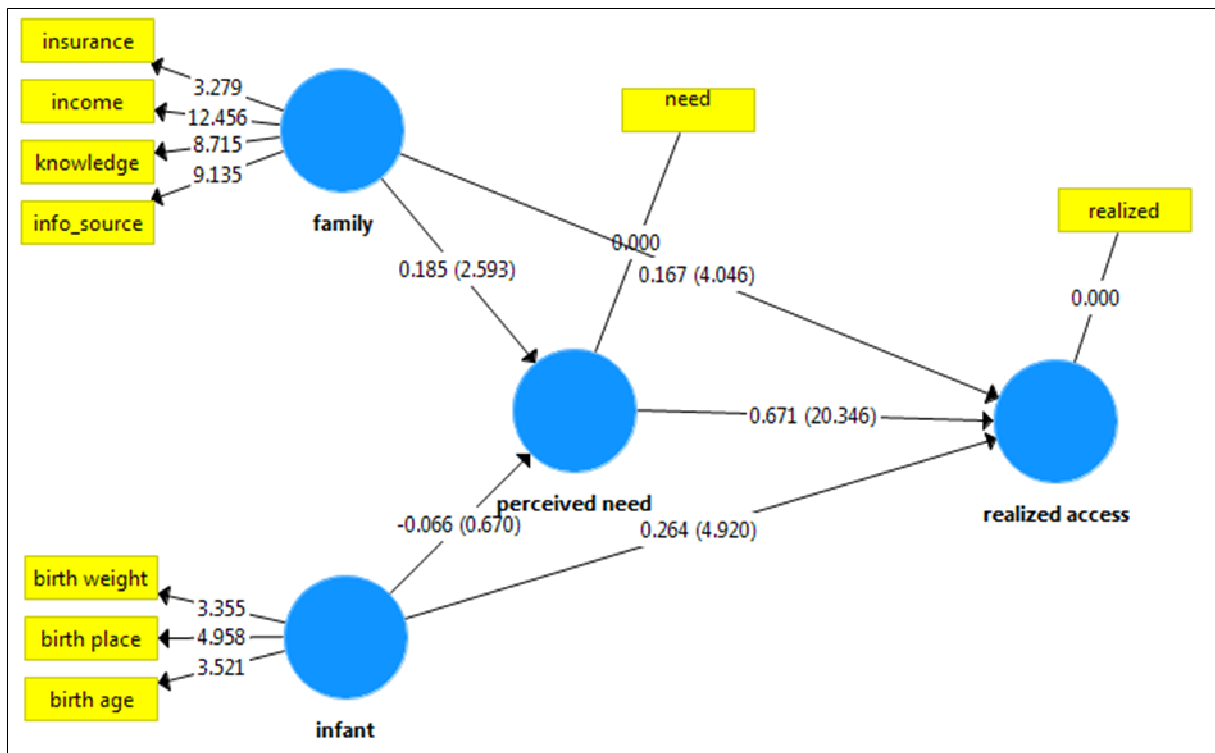 insurance
income
knowledge
info_source
3.279
12.456
8.715
9.135
family
need
0.000
realized
0.000
0.185 (2.593)
0.167 (4.046)
0.671 (20.346)
perceived need
realized access
-0.066 (0.670)
0.264 (4.920)
birth weight
birth place
birth age
3.355
4.958
3.521
infant